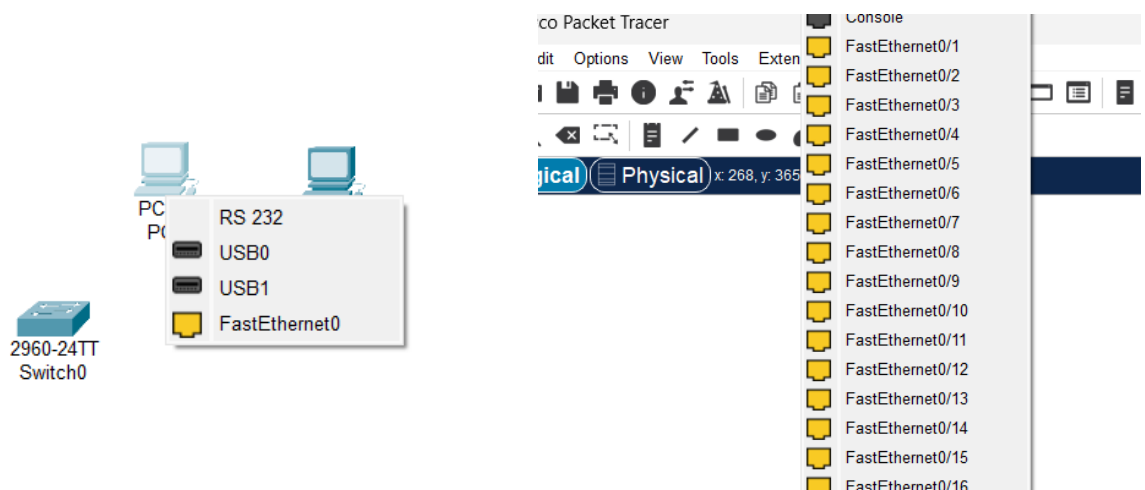 PC
PC
RS 232
USB0
USB1
FastEthernet0
2960-24TT
Switch0
co Packet Tracer
dit Options View Tools Exten
gical Physical x: 268, y: 365
Console
FastEthernet0/1
FastEthernet0/2
FastEthernet0/3
FastEthernet0/4
FastEthernet0/5
FastEthernet0/6
FastEthernet0/7
FastEthernet0/8
FastEthernet0/9
FastEthernet0/10
FastEthernet0/11
FastEthernet0/12
FastEthernet0/13
FastEthernet0/14
FastEthernet0/15
FastEthernet0/16